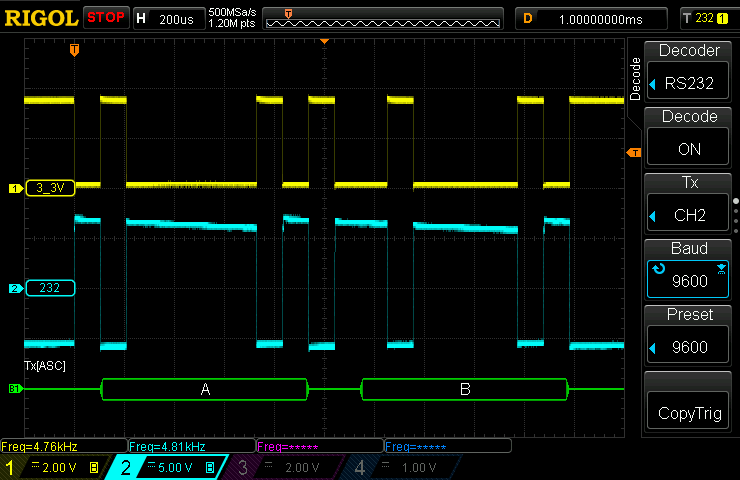 RIGOL STOP H 200us 500MSa/s 1.20M pts T D 1.00000000ms T 232 1
T
Decode
Decoder
RS232
Decode
ON
Tx
CH2
Baud
9600
Preset
9600
CopyTrig
T
1 3_3V
2 232
Tx[ASC]
B1 A B
Freq=4.76kHz Freq=4.81kHz Freq=***** Freq=*****
1 2.00 V B 2 5.00 V B 3 2.00 V 4 1.00 V